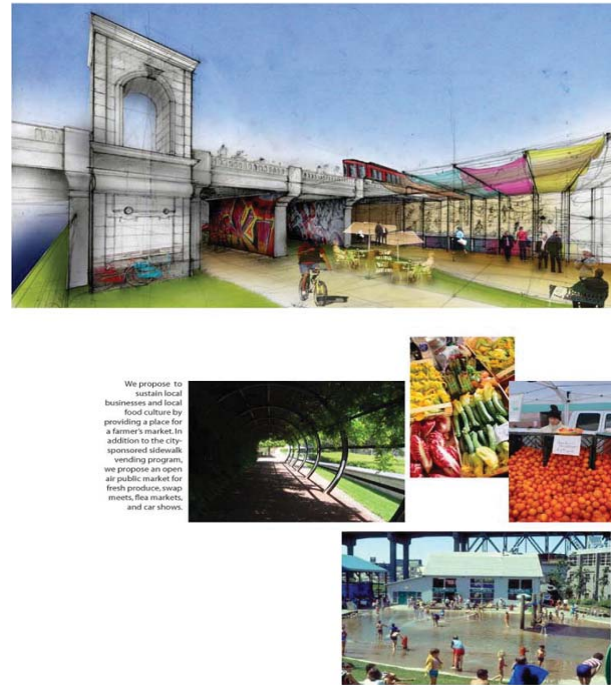 We propose to
sustain local
businesses and local
food culture by
providing a place for
a farmer's market. In
addition to the city-
sponsored sidewalk
vending program,
we propose an open
air public market for
fresh produce, swap
meets, flea markets,
and car shows.